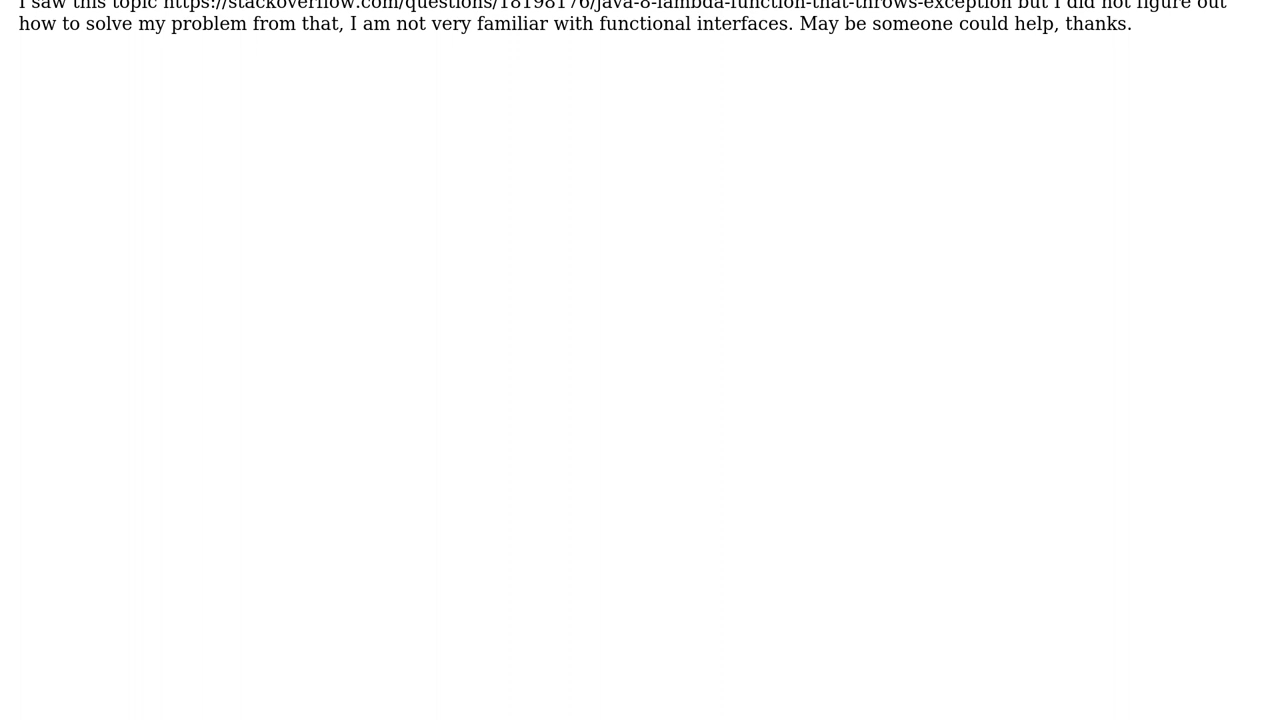 I saw this topic https://stackoverflow.com/questions/18198176/java-8-lambda-function-that-throws-exception but I did not figure out
how to solve my problem from that, I am not very familiar with functional interfaces. May be someone could help, thanks.